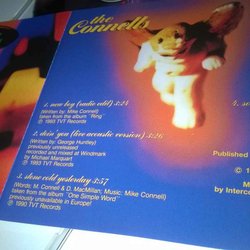 the
Connells
1. new boy (radio edit) 3:24
(Written by: Mike Connell)
taken from the album "Ring"
℗ 1993 TVT Records
2. doin' you (live acoustic version) 3:26
(Written by: George Huntley)
previously unreleased
recorded and mixed at Windmark
by Michael Marquart
℗ 1993 TVT Records
3. stone cold yesterday 3:57
(Words: M. Connell & D. MacMillan; Music: Mike Connell)
taken from the album "One Simple Word"
previously unavailable in Europe!
℗ 1990 TVT Records
4.
Published
by Interc